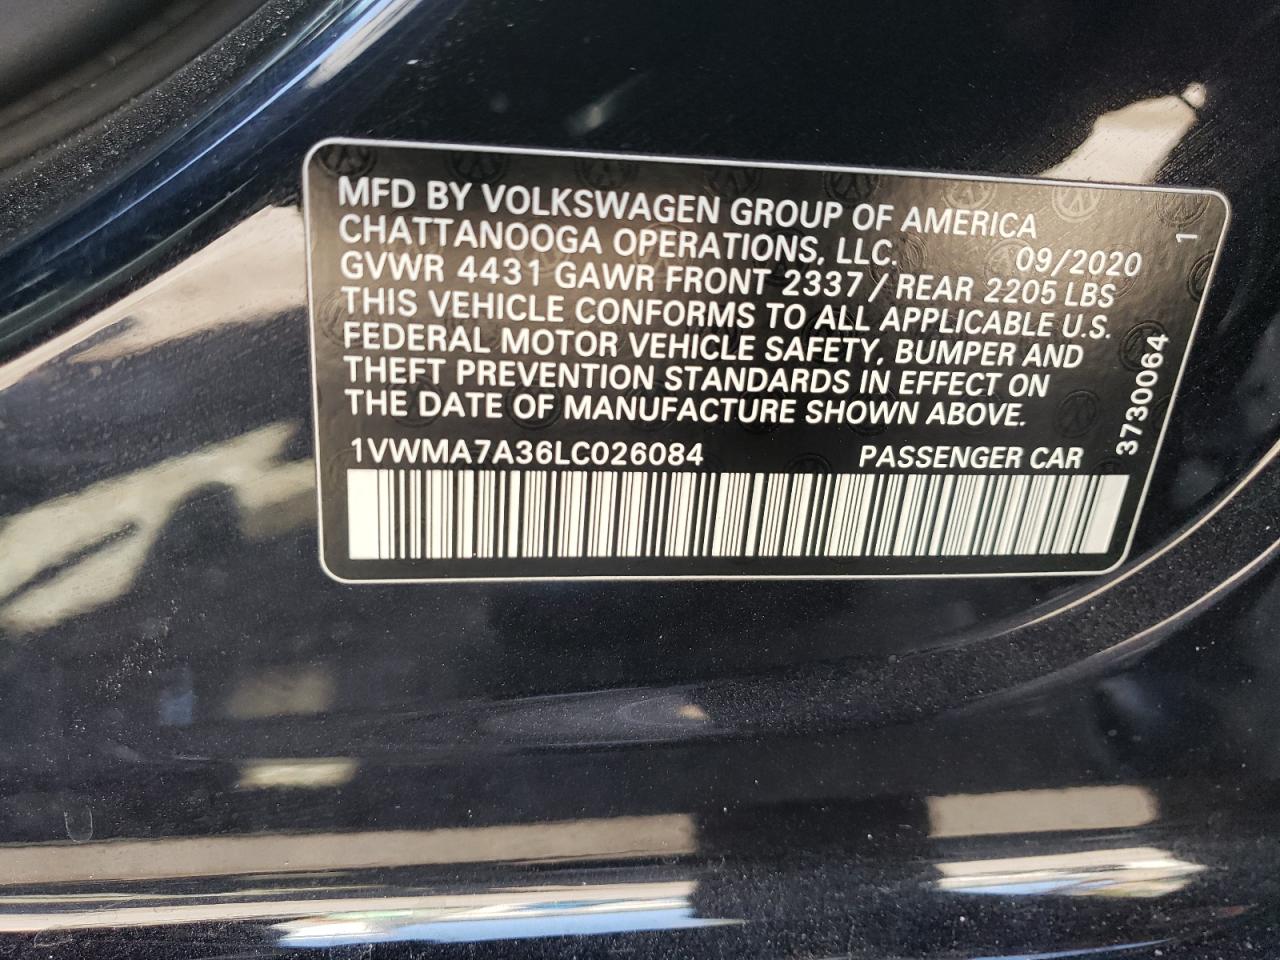 MFD BY VOLKSWAGEN GROUP OF AMERICA
CHATTANOOGA OPERATIONS, LLC. 09/2020
GVWR 4431 GAWR FRONT 2337 / REAR 2205 LBS
THIS VEHICLE CONFORMS TO ALL APPLICABLE U.S.
FEDERAL MOTOR VEHICLE SAFETY, BUMPER AND
THEFT PREVENTION STANDARDS IN EFFECT ON
THE DATE OF MANUFACTURE SHOWN ABOVE.
1VWMA7A36LC026084 PASSENGER CAR
3730064
1